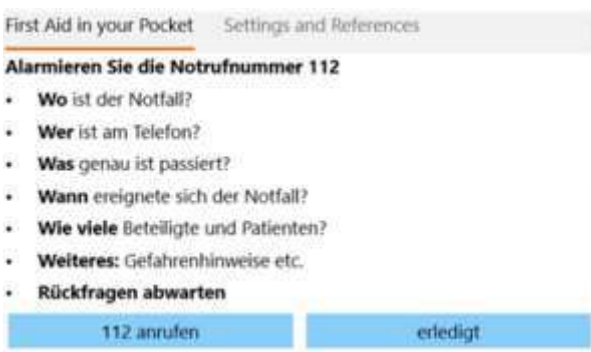 First Aid in your Pocket Settings and References
Alarmieren Sie die Notrufnummer 112
• Wo ist der Notfall?
• Wer ist am Telefon?
• Was genau ist passiert?
• Wann ereignete sich der Notfall?
• Wie viele Beteiligte und Patienten?
• Weiteres: Gefahrenhinweise etc.
• Rückfragen abwarten
112 anrufen erledigt